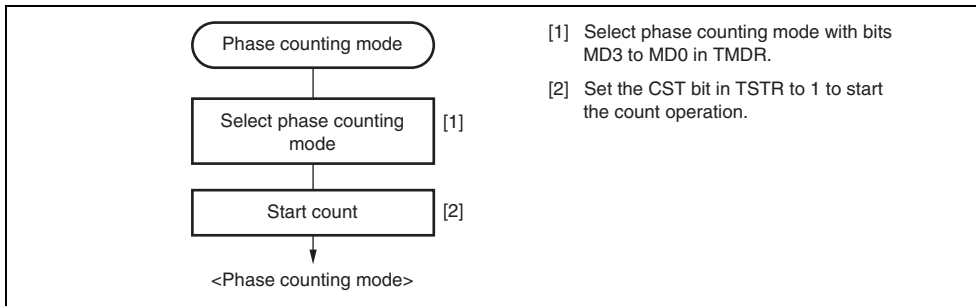 Phase counting mode
Select phase counting
mode
[1]
Start count
[2]
<Phase counting mode>
[1] Select phase counting mode with bits
MD3 to MD0 in TMDR.
[2] Set the CST bit in TSTR to 1 to start
the count operation.